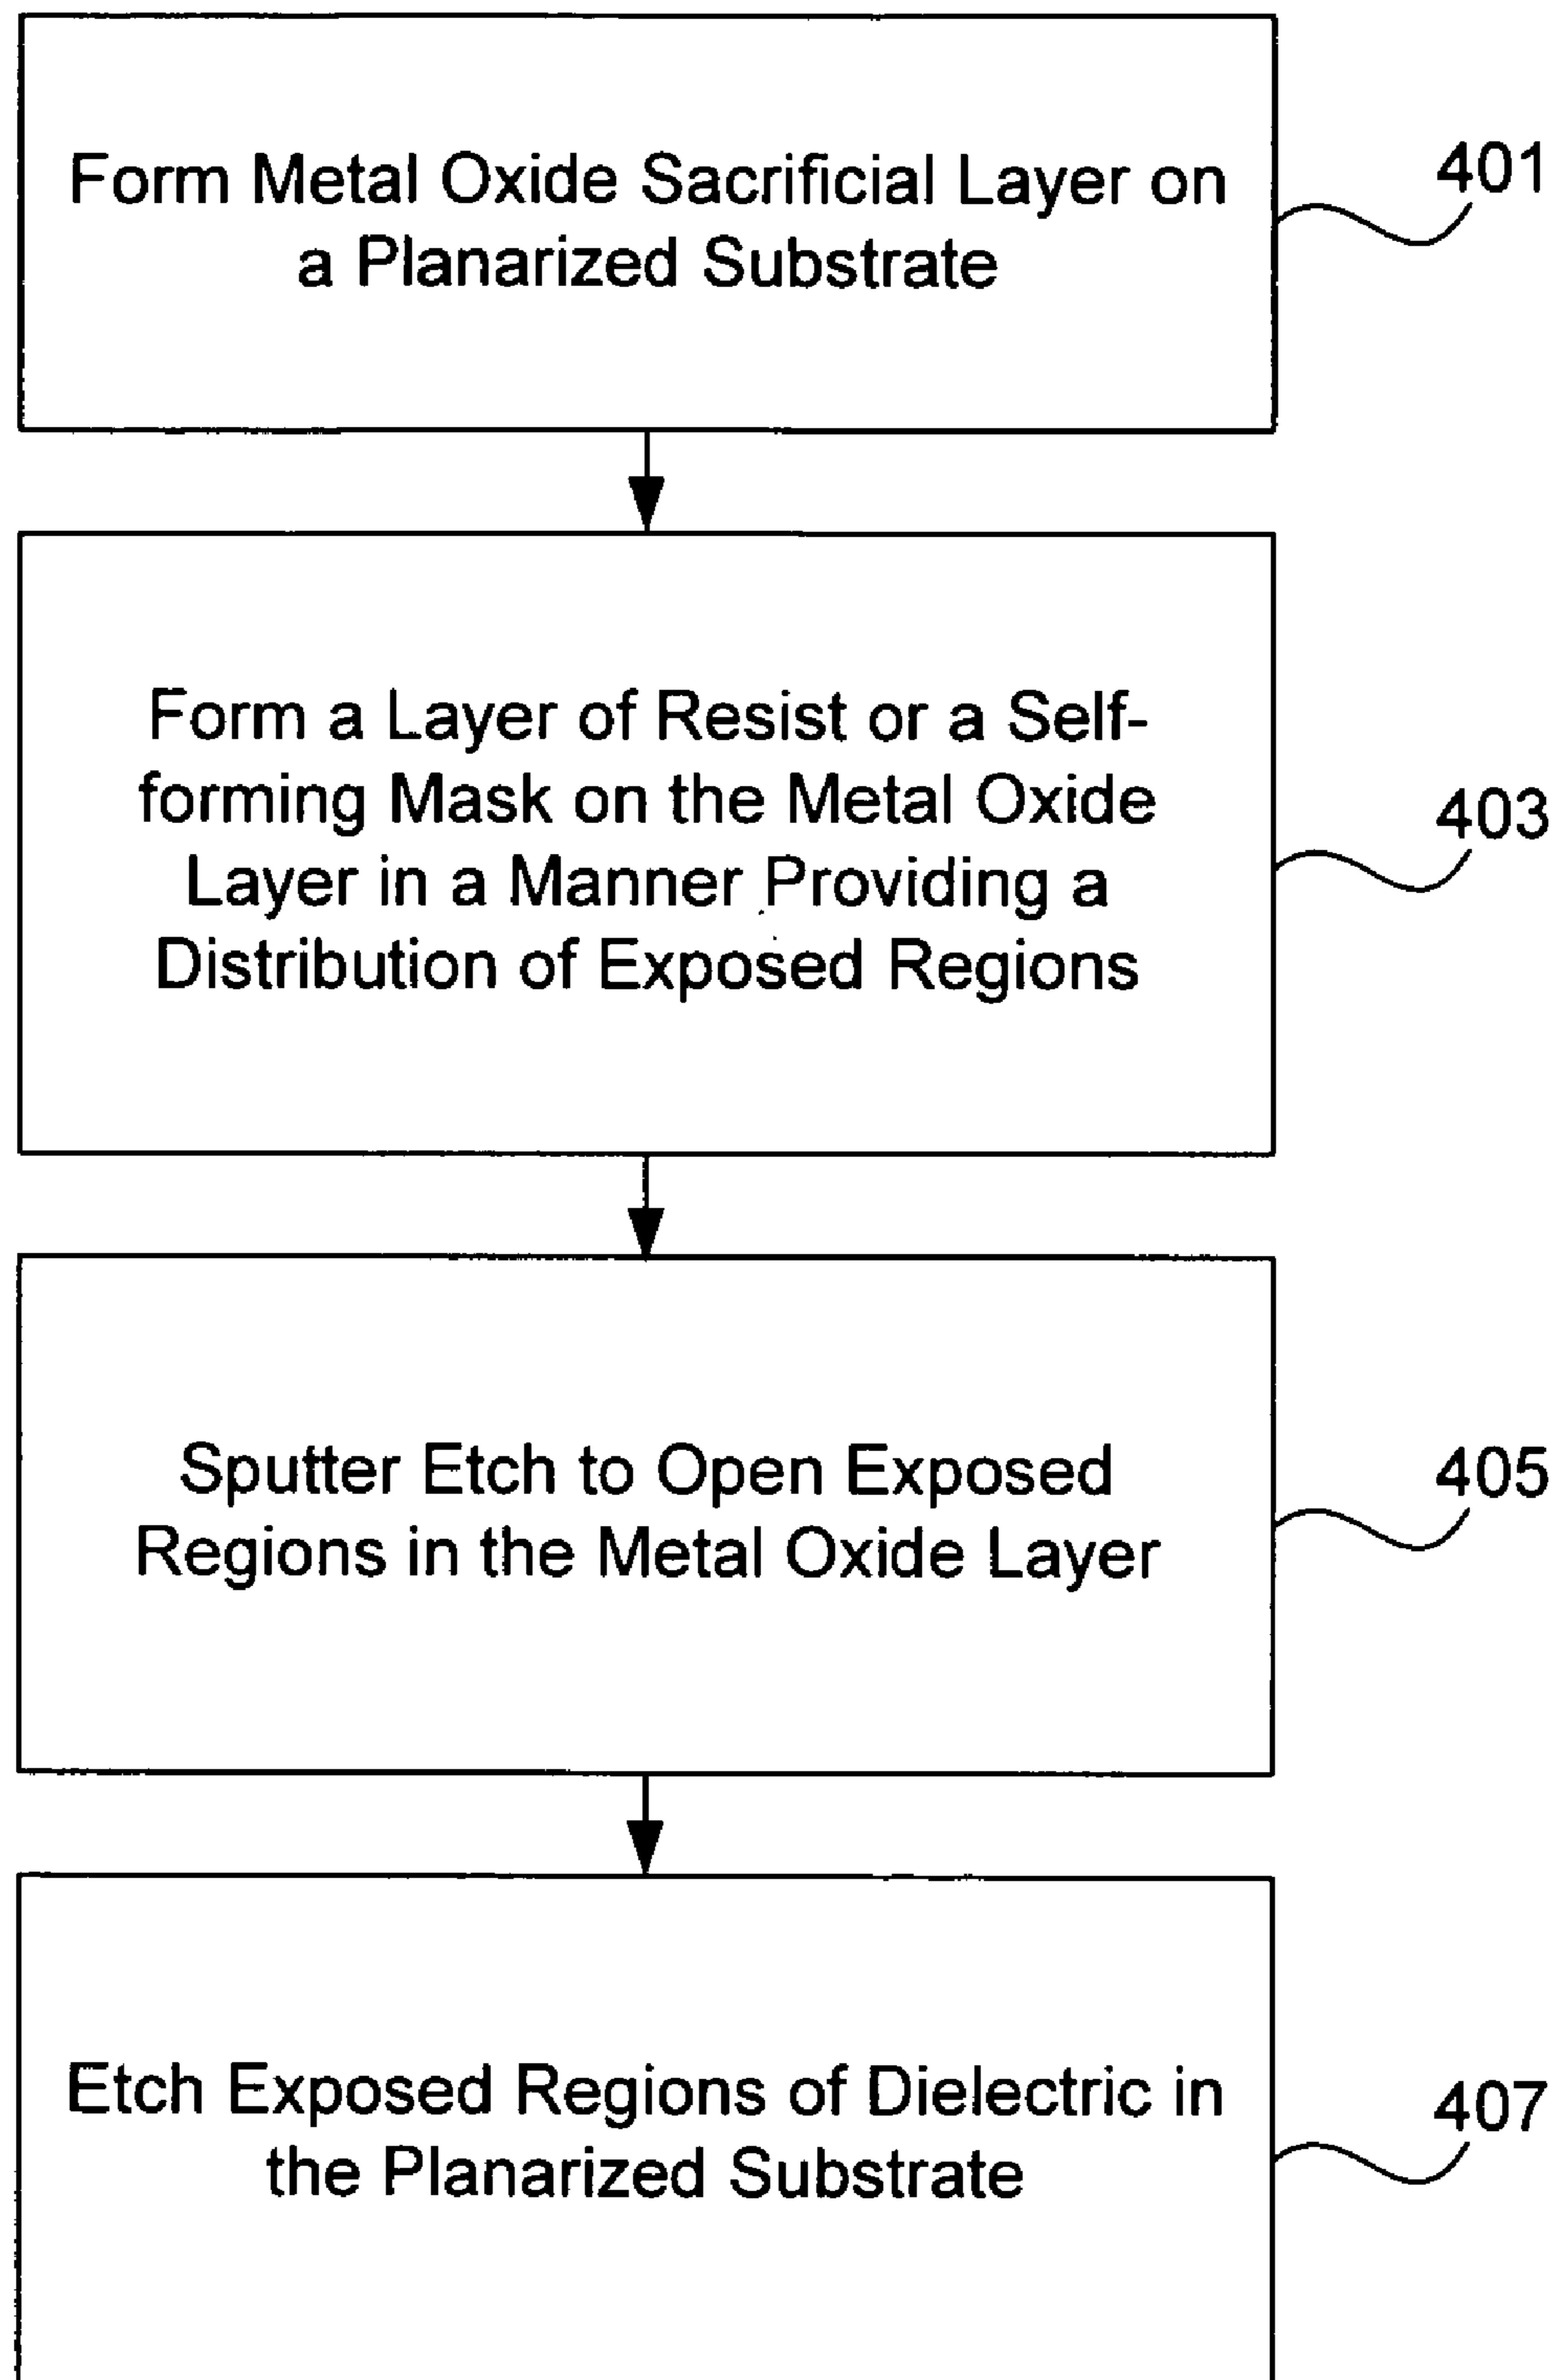 Form Metal Oxide Sacrificial Layer on
a Planarized Substrate
401
Form a Layer of Resist or a Self-
forming Mask on the Metal Oxide
Layer in a Manner Providing a
Distribution of Exposed Regions
403
Sputter Etch to Open Exposed
Regions in the Metal Oxide Layer
405
Etch Exposed Regions of Dielectric in
the Planarized Substrate
407